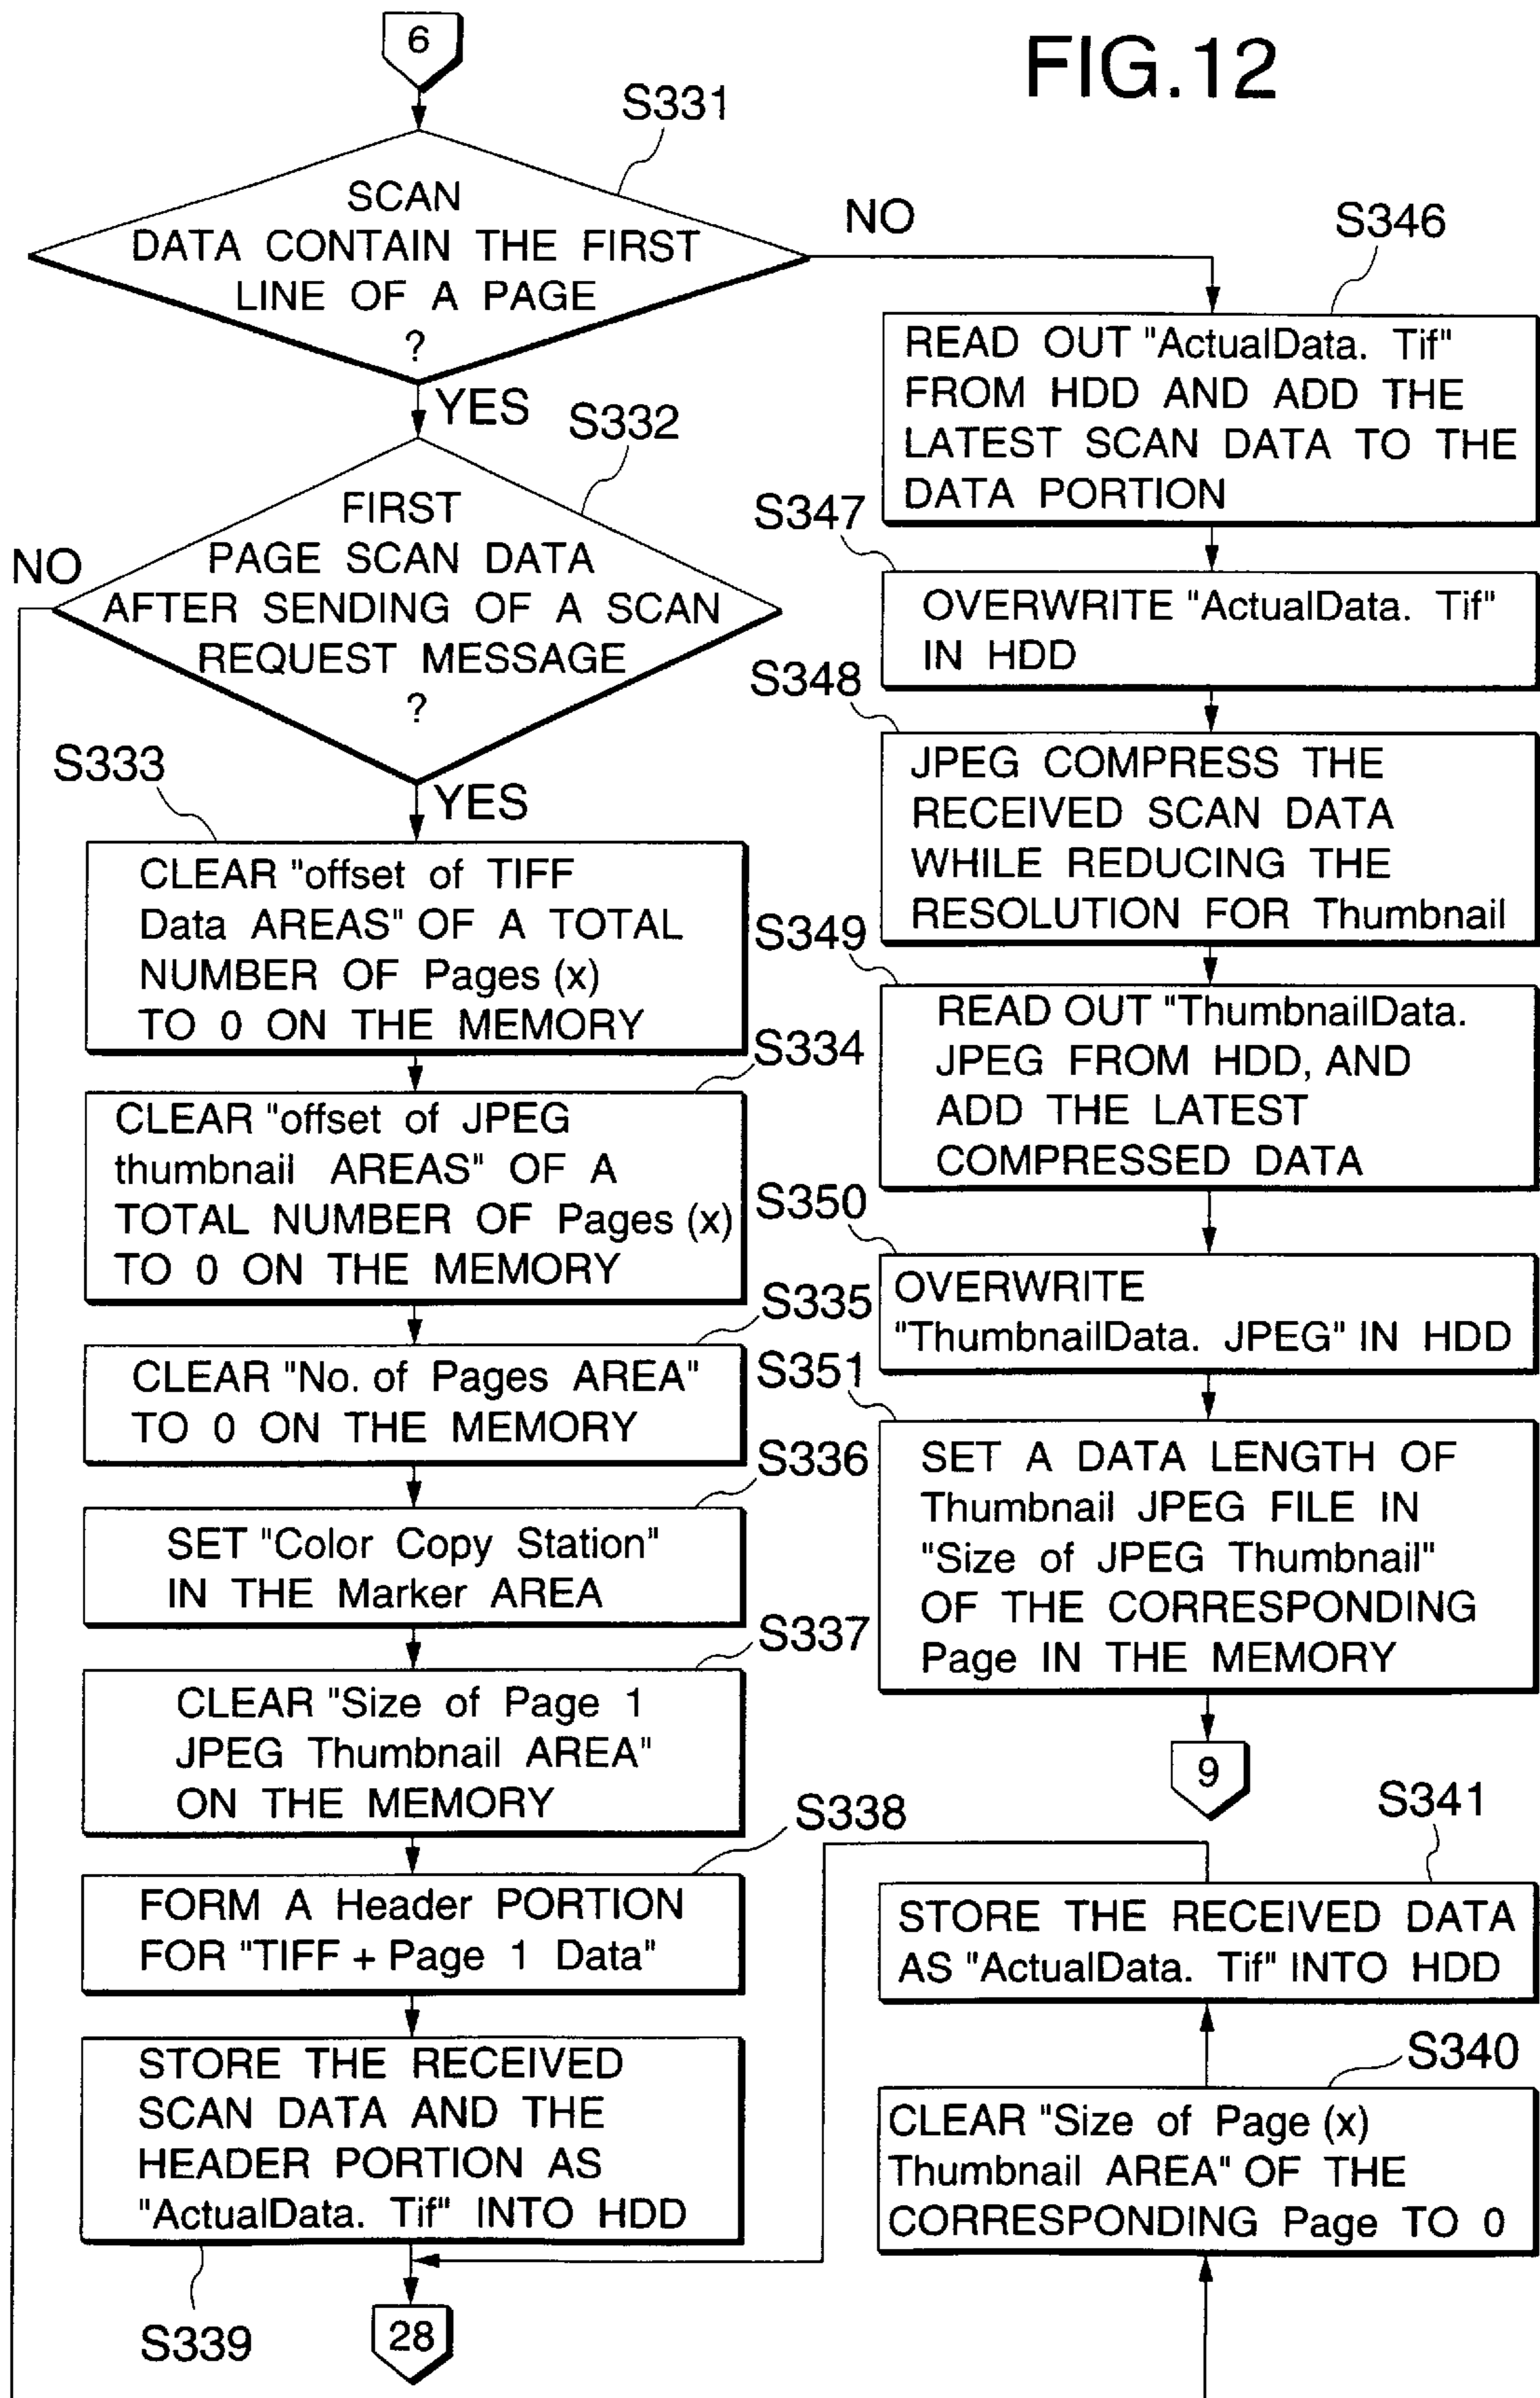 FIG.12
6
S331
SCAN
DATA CONTAIN THE FIRST
LINE OF A PAGE
?
NO
YES
S332
FIRST
PAGE SCAN DATA
AFTER SENDING OF A SCAN
REQUEST MESSAGE
?
NO
YES
S333
CLEAR "offset of TIFF
Data AREAS" OF A TOTAL
NUMBER OF Pages (x)
TO 0 ON THE MEMORY
S334
CLEAR "offset of JPEG
thumbnail AREAS" OF A
TOTAL NUMBER OF Pages (x)
TO 0 ON THE MEMORY
S335
CLEAR "No. of Pages AREA"
TO 0 ON THE MEMORY
S336
SET "Color Copy Station"
IN THE Marker AREA
S337
CLEAR "Size of Page 1
JPEG Thumbnail AREA"
ON THE MEMORY
S338
FORM A Header PORTION
FOR "TIFF + Page 1 Data"
STORE THE RECEIVED
SCAN DATA AND THE
HEADER PORTION AS
"ActualData. Tif" INTO HDD
S339
28
S346
READ OUT "ActualData. Tif"
FROM HDD AND ADD THE
LATEST SCAN DATA TO THE
DATA PORTION
S347
OVERWRITE "ActualData. Tif"
IN HDD
S348
JPEG COMPRESS THE
RECEIVED SCAN DATA
WHILE REDUCING THE
RESOLUTION FOR Thumbnail
S349
READ OUT "ThumbnailData.
JPEG FROM HDD, AND
ADD THE LATEST
COMPRESSED DATA
S350
OVERWRITE
"ThumbnailData. JPEG" IN HDD
S351
SET A DATA LENGTH OF
Thumbnail JPEG FILE IN
"Size of JPEG Thumbnail"
OF THE CORRESPONDING
Page IN THE MEMORY
9
S341
STORE THE RECEIVED DATA
AS "ActualData. Tif" INTO HDD
S340
CLEAR "Size of Page (x)
Thumbnail AREA" OF THE
CORRESPONDING Page TO 0